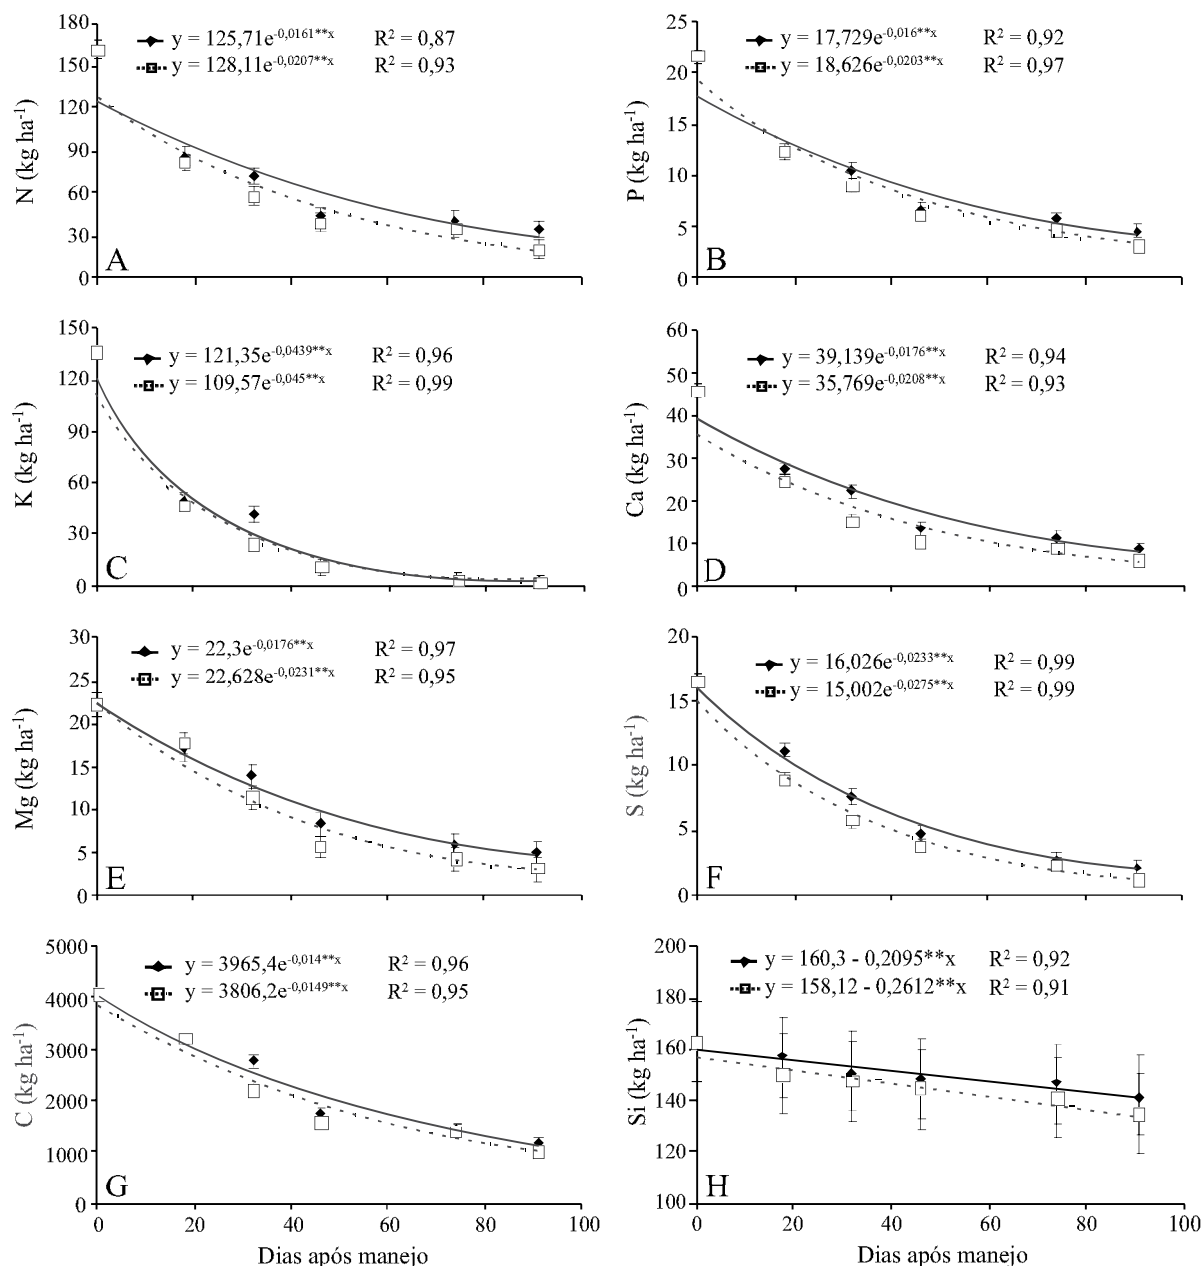 N (kg ha⁻¹)
180
150
120
90
60
30
0
y = 125,71e^-0,0161**x R² = 0,87
y = 128,11e^-0,0207**x R² = 0,93
A
P (kg ha⁻¹)
25
20
15
10
5
0
y = 17,729e^-0,016**x R² = 0,92
y = 18,626e^-0,0203**x R² = 0,97
B
K (kg ha⁻¹)
150
120
90
60
30
0
y = 121,35e^-0,0439**x R² = 0,96
y = 109,57e^-0,045**x R² = 0,99
C
Ca (kg ha⁻¹)
60
50
40
30
20
10
0
y = 39,139e^-0,0176**x R² = 0,94
y = 35,769e^-0,0208**x R² = 0,93
D
Mg (kg ha⁻¹)
30
25
20
15
10
5
0
y = 22,3e^-0,0176**x R² = 0,97
y = 22,628e^-0,0231**x R² = 0,95
E
S (kg ha⁻¹)
20
15
10
5
0
y = 16,026e^-0,0233**x R² = 0,99
y = 15,002e^-0,0275**x R² = 0,99
F
C (kg ha⁻¹)
5000
4000
3000
2000
1000
0
y = 3965,4e^-0,014**x R² = 0,96
y = 3806,2e^-0,0149**x R² = 0,95
G
0 20 40 60 80 100
Dias após manejo
Si (kg ha⁻¹)
200
180
160
140
120
100
y = 160,3 - 0,2095**x R² = 0,92
y = 158,12 - 0,2612**x R² = 0,91
H
0 20 40 60 80 100
Dias após manejo